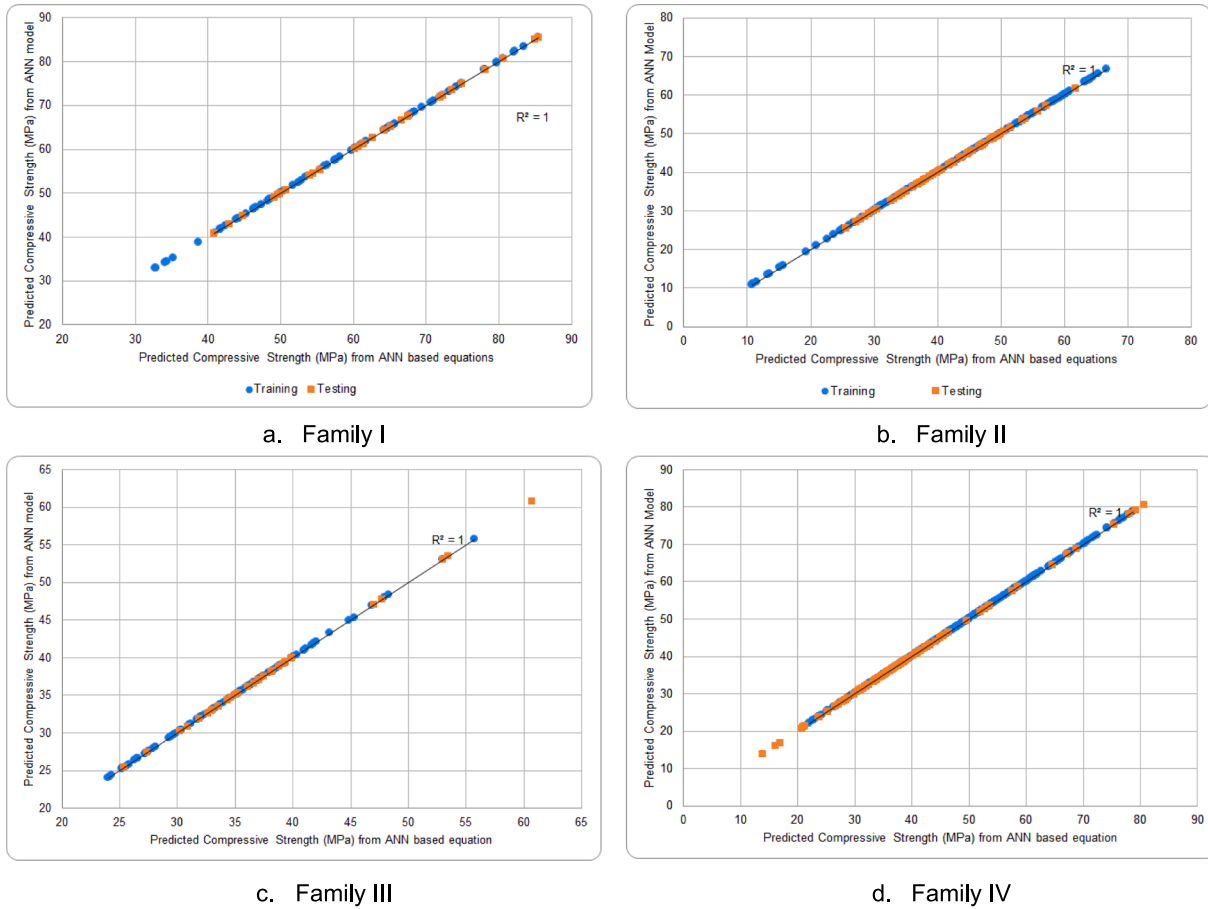 90
80
70
60
50
40
30
20
Predicted Compressive Strength (MPa) from ANN model
R² = 1
20 30 40 50 60 70 80 90
Predicted Compressive Strength (MPa) from ANN based equations
Training Testing
a. Family I
80
70
60
50
40
30
20
10
0
Predicted Compressive Strength (MPa) from ANN Model
R² = 1
0 10 20 30 40 50 60 70 80
Predicted Compressive Strength (MPa) from ANN based equations
Training Testing
b. Family II
65
60
55
50
45
40
35
30
25
20
Predicted Compressive Strength (MPa) from ANN model
R² = 1
20 25 30 35 40 45 50 55 60 65
Predicted Compressive Strength (MPa) from ANN based equation
c. Family III
90
80
70
60
50
40
30
20
10
0
Predicted Compressive Strength (MPa) from ANN Model
R² = 1
0 10 20 30 40 50 60 70 80 90
Predicted Compressive Strength (MPa) from ANN based equation
d. Family IV